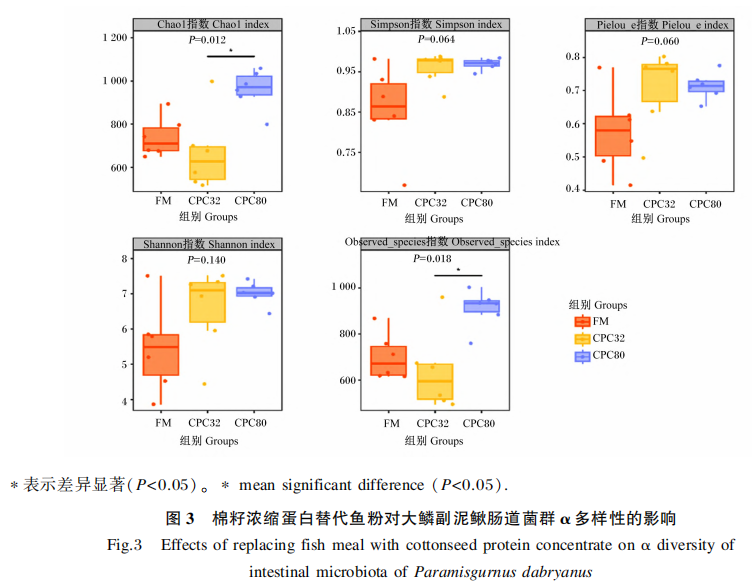 Chao1指数 Chao1 index
P=0.012
*
1 200
1 000
800
600
FM CPC32 CPC80
组别 Groups
Simpson指数 Simpson index
P=0.064
1.05
0.95
0.85
0.75
FM CPC32 CPC80
组别 Groups
Pielou_e指数 Pielou_e index
P=0.060
0.8
0.7
0.6
0.5
0.4
FM CPC32 CPC80
组别 Groups
Shannon指数 Shannon index
P=0.140
8
7
6
5
4
FM CPC32 CPC80
组别 Groups
Observed_species指数 Observed_species index
P=0.018
*
1 000
800
600
FM CPC32 CPC80
组别 Groups
组别 Groups
FM
CPC32
CPC80
* 表示差异显著(P<0.05)。* mean significant difference (P<0.05).
图 3 棉籽浓缩蛋白替代鱼粉对大鳞副泥鳅肠道菌群 α 多样性的影响
Fig.3 Effects of replacing fish meal with cottonseed protein concentrate on α diversity of
intestinal microbiota of Paramisgurnus dabryanus